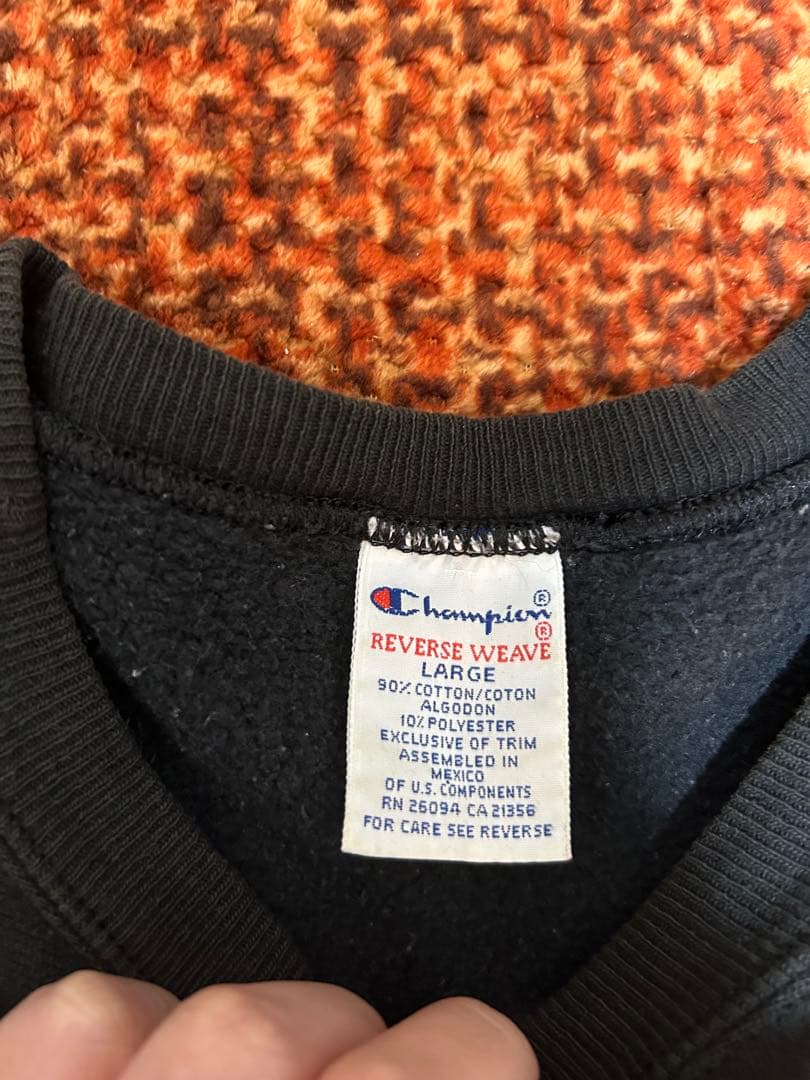 Champion®
REVERSE WEAVE®
LARGE
90% COTTON/COTON
ALGODON
10% POLYESTER
EXCLUSIVE OF TRIM
ASSEMBLED IN
MEXICO
OF U.S. COMPONENTS
RN 26094 CA 21356
FOR CARE SEE REVERSE